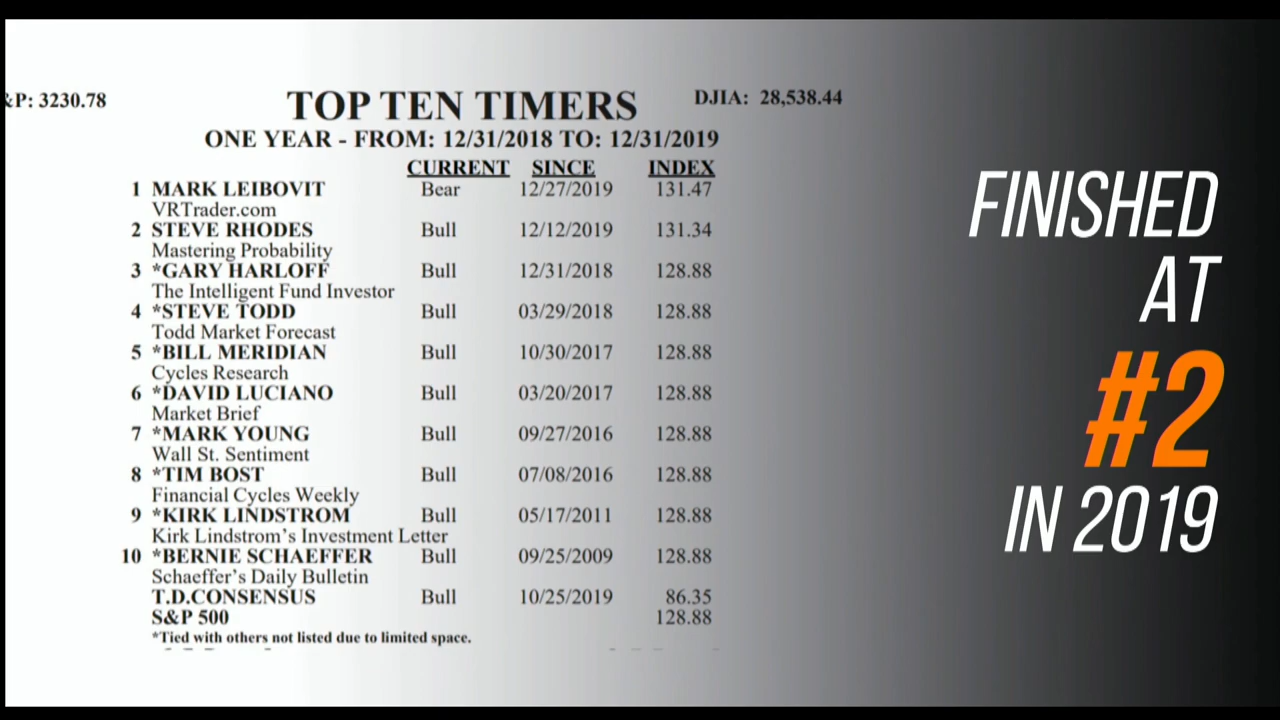 &P: 3230.78
TOP TEN TIMERS
DJIA: 28,538.44
ONE YEAR - FROM: 12/31/2018 TO: 12/31/2019
CURRENT SINCE INDEX
1 MARK LEIBOVIT Bear 12/27/2019 131.47
VRTrader.com
2 STEVE RHODES Bull 12/12/2019 131.34
Mastering Probability
3 *GARY HARLOFF Bull 12/31/2018 128.88
The Intelligent Fund Investor
4 *STEVE TODD Bull 03/29/2018 128.88
Todd Market Forecast
5 *BILL MERIDIAN Bull 10/30/2017 128.88
Cycles Research
6 *DAVID LUCIANO Bull 03/20/2017 128.88
Market Brief
7 *MARK YOUNG Bull 09/27/2016 128.88
Wall St. Sentiment
8 *TIM BOST Bull 07/08/2016 128.88
Financial Cycles Weekly
9 *KIRK LINDSTROM Bull 05/17/2011 128.88
Kirk Lindstrom's Investment Letter
10 *BERNIE SCHAEFFER Bull 09/25/2009 128.88
Schaeffer's Daily Bulletin
T.D.CONSENSUS Bull 10/25/2019 86.35
S&P 500 128.88
*Tied with others not listed due to limited space.
FINISHED
AT
#2
IN 2019